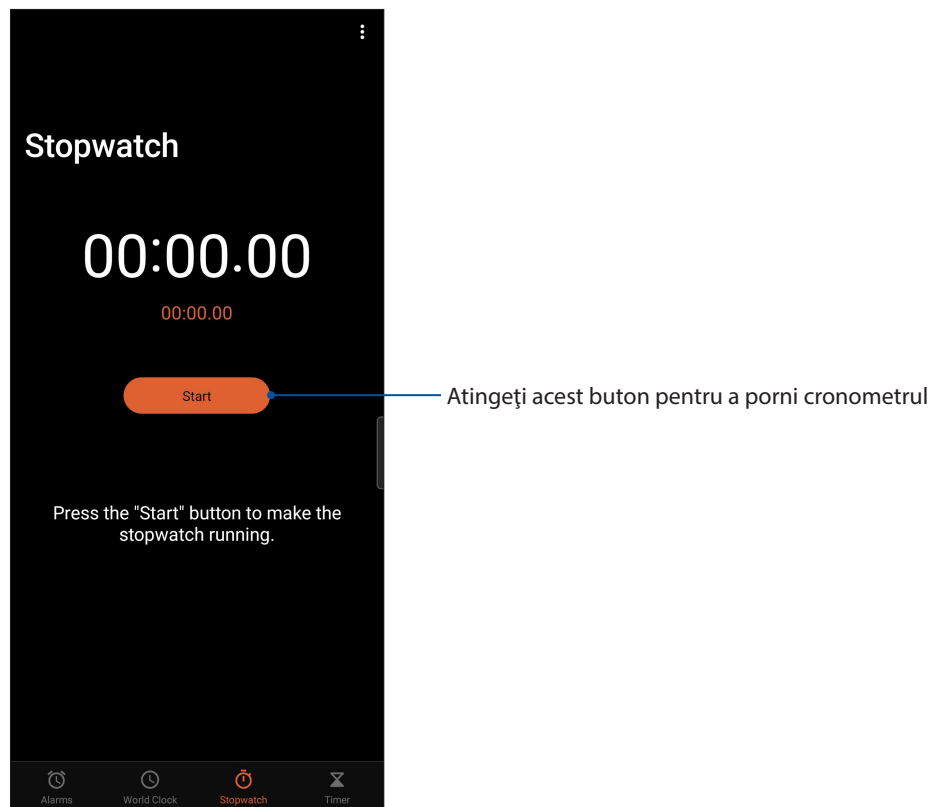 Stopwatch
00:00.00
00:00.00
Start
Atingeţi acest buton pentru a porni cronometrul
Press the "Start" button to make the
stopwatch running.
Alarms World Clock Stopwatch Timer